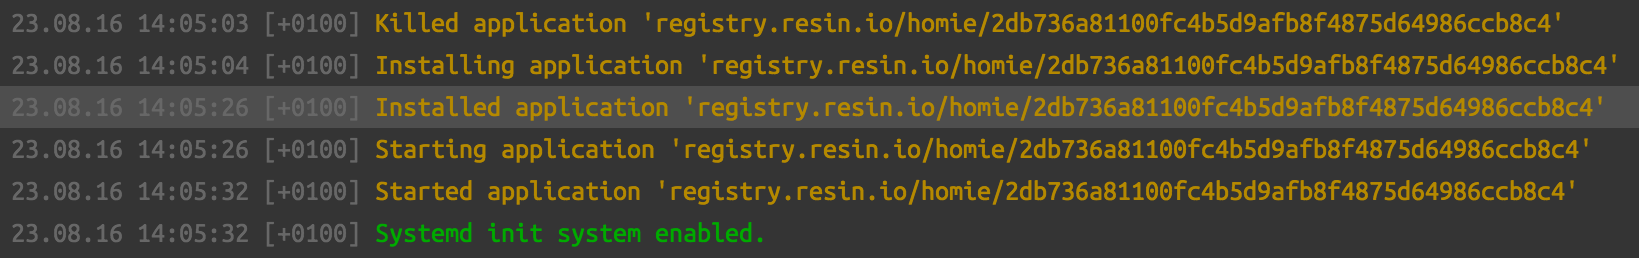 23.08.16 14:05:03 [+0100] Killed application 'registry.resin.io/homie/2db736a81100fc4b5d9afb8f4875d64986ccb8c4'
23.08.16 14:05:04 [+0100] Installing application 'registry.resin.io/homie/2db736a81100fc4b5d9afb8f4875d64986ccb8c4'
23.08.16 14:05:26 [+0100] Installed application 'registry.resin.io/homie/2db736a81100fc4b5d9afb8f4875d64986ccb8c4'
23.08.16 14:05:26 [+0100] Starting application 'registry.resin.io/homie/2db736a81100fc4b5d9afb8f4875d64986ccb8c4'
23.08.16 14:05:32 [+0100] Started application 'registry.resin.io/homie/2db736a81100fc4b5d9afb8f4875d64986ccb8c4'
23.08.16 14:05:32 [+0100] Systemd init system enabled.